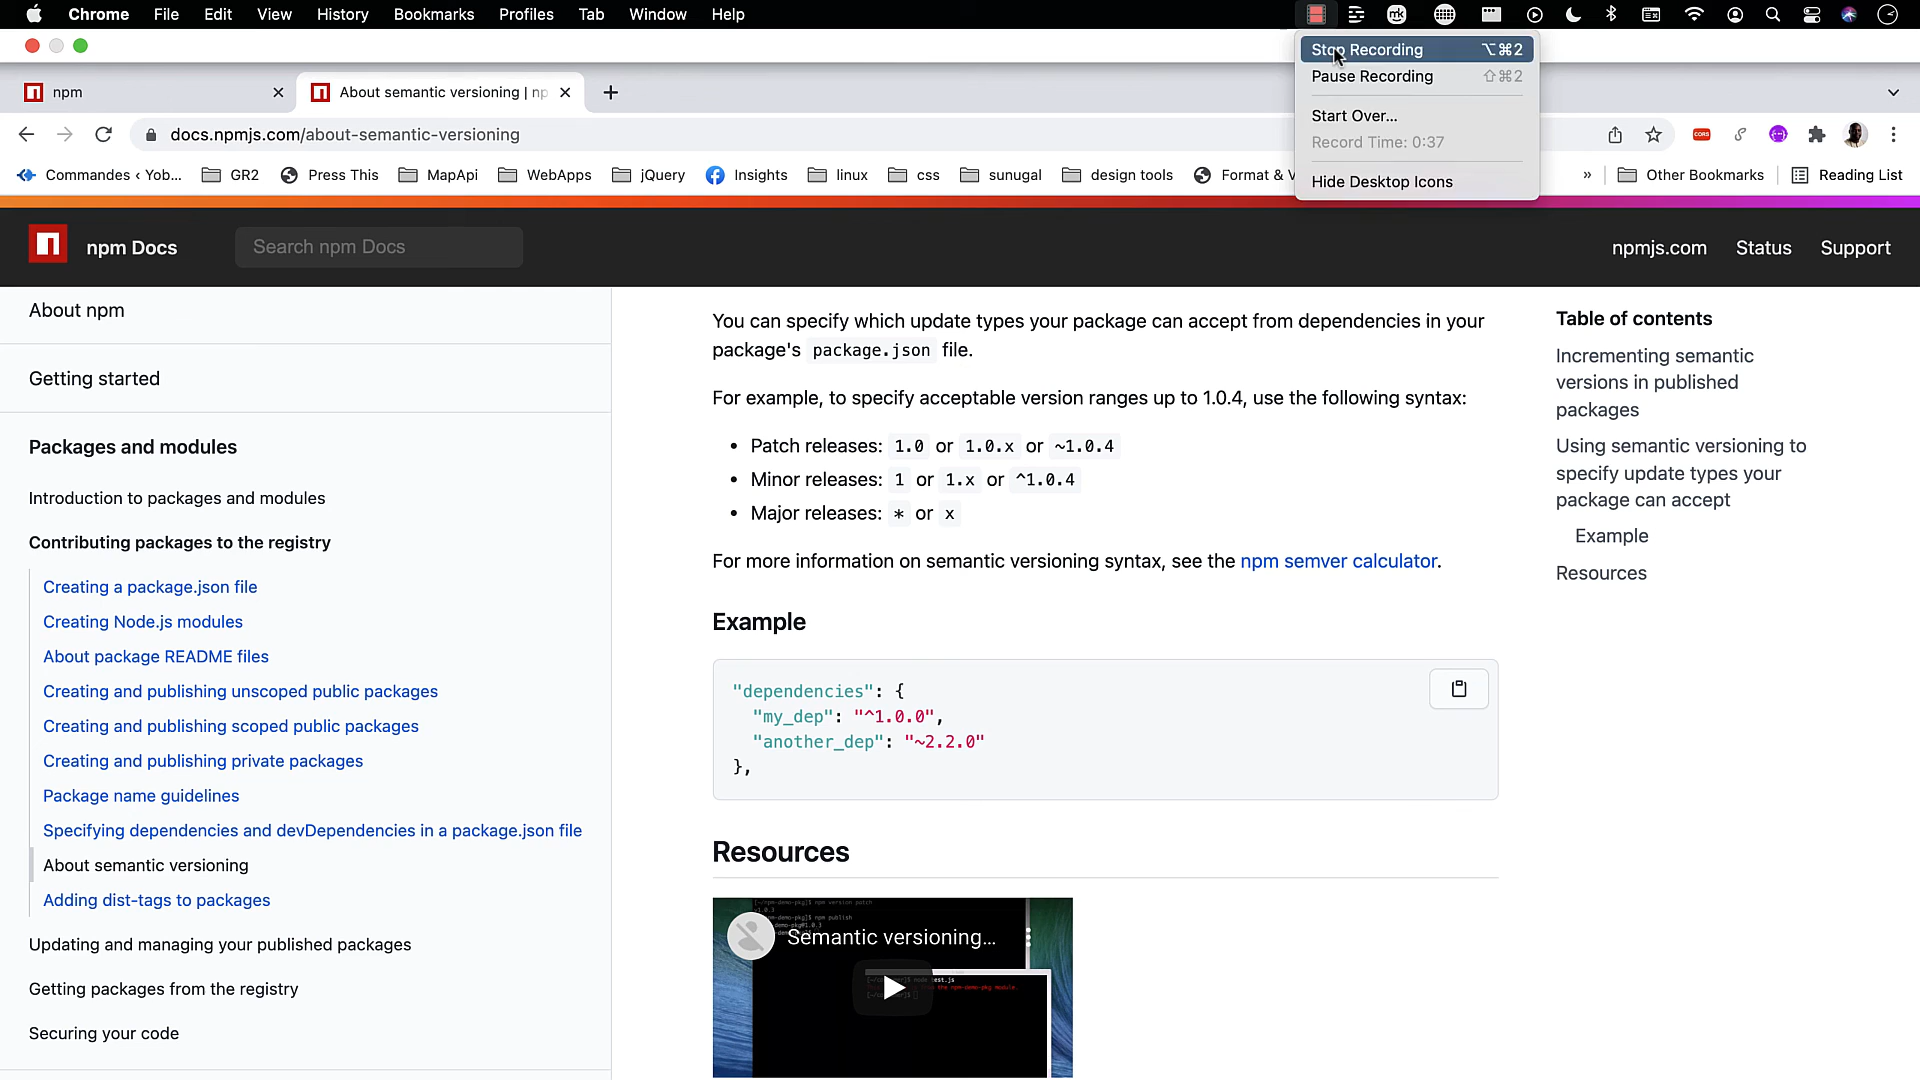 Chrome File Edit View History Bookmarks Profiles Tab Window Help
mk
Stop Recording ⌥⌘2
Pause Recording ⇧⌘2
Start Over...
Record Time: 0:37
Hide Desktop Icons
npm
About semantic versioning | np
docs.npmjs.com/about-semantic-versioning
CORS
Commandes ‹ Yob... GR2 Press This MapApi WebApps jQuery Insights linux css sunugal design tools Format & V » Other Bookmarks Reading List
npm Docs
Search npm Docs
npmjs.com Status Support
About npm
Getting started
Packages and modules
Introduction to packages and modules
Contributing packages to the registry
Creating a package.json file
Creating Node.js modules
About package README files
Creating and publishing unscoped public packages
Creating and publishing scoped public packages
Creating and publishing private packages
Package name guidelines
Specifying dependencies and devDependencies in a package.json file
About semantic versioning
Adding dist-tags to packages
Updating and managing your published packages
Getting packages from the registry
Securing your code
You can specify which update types your package can accept from dependencies in your
package's package.json file.
For example, to specify acceptable version ranges up to 1.0.4, use the following syntax:
• Patch releases: 1.0 or 1.0.x or ~1.0.4
• Minor releases: 1 or 1.x or ^1.0.4
• Major releases: * or x
For more information on semantic versioning syntax, see the npm semver calculator.
Example
"dependencies": {
"my_dep": "^1.0.0",
"another_dep": "~2.2.0"
},
Resources
npm version patch
npm publish
Semantic versioning...
Table of contents
Incrementing semantic
versions in published
packages
Using semantic versioning to
specify update types your
package can accept
Example
Resources